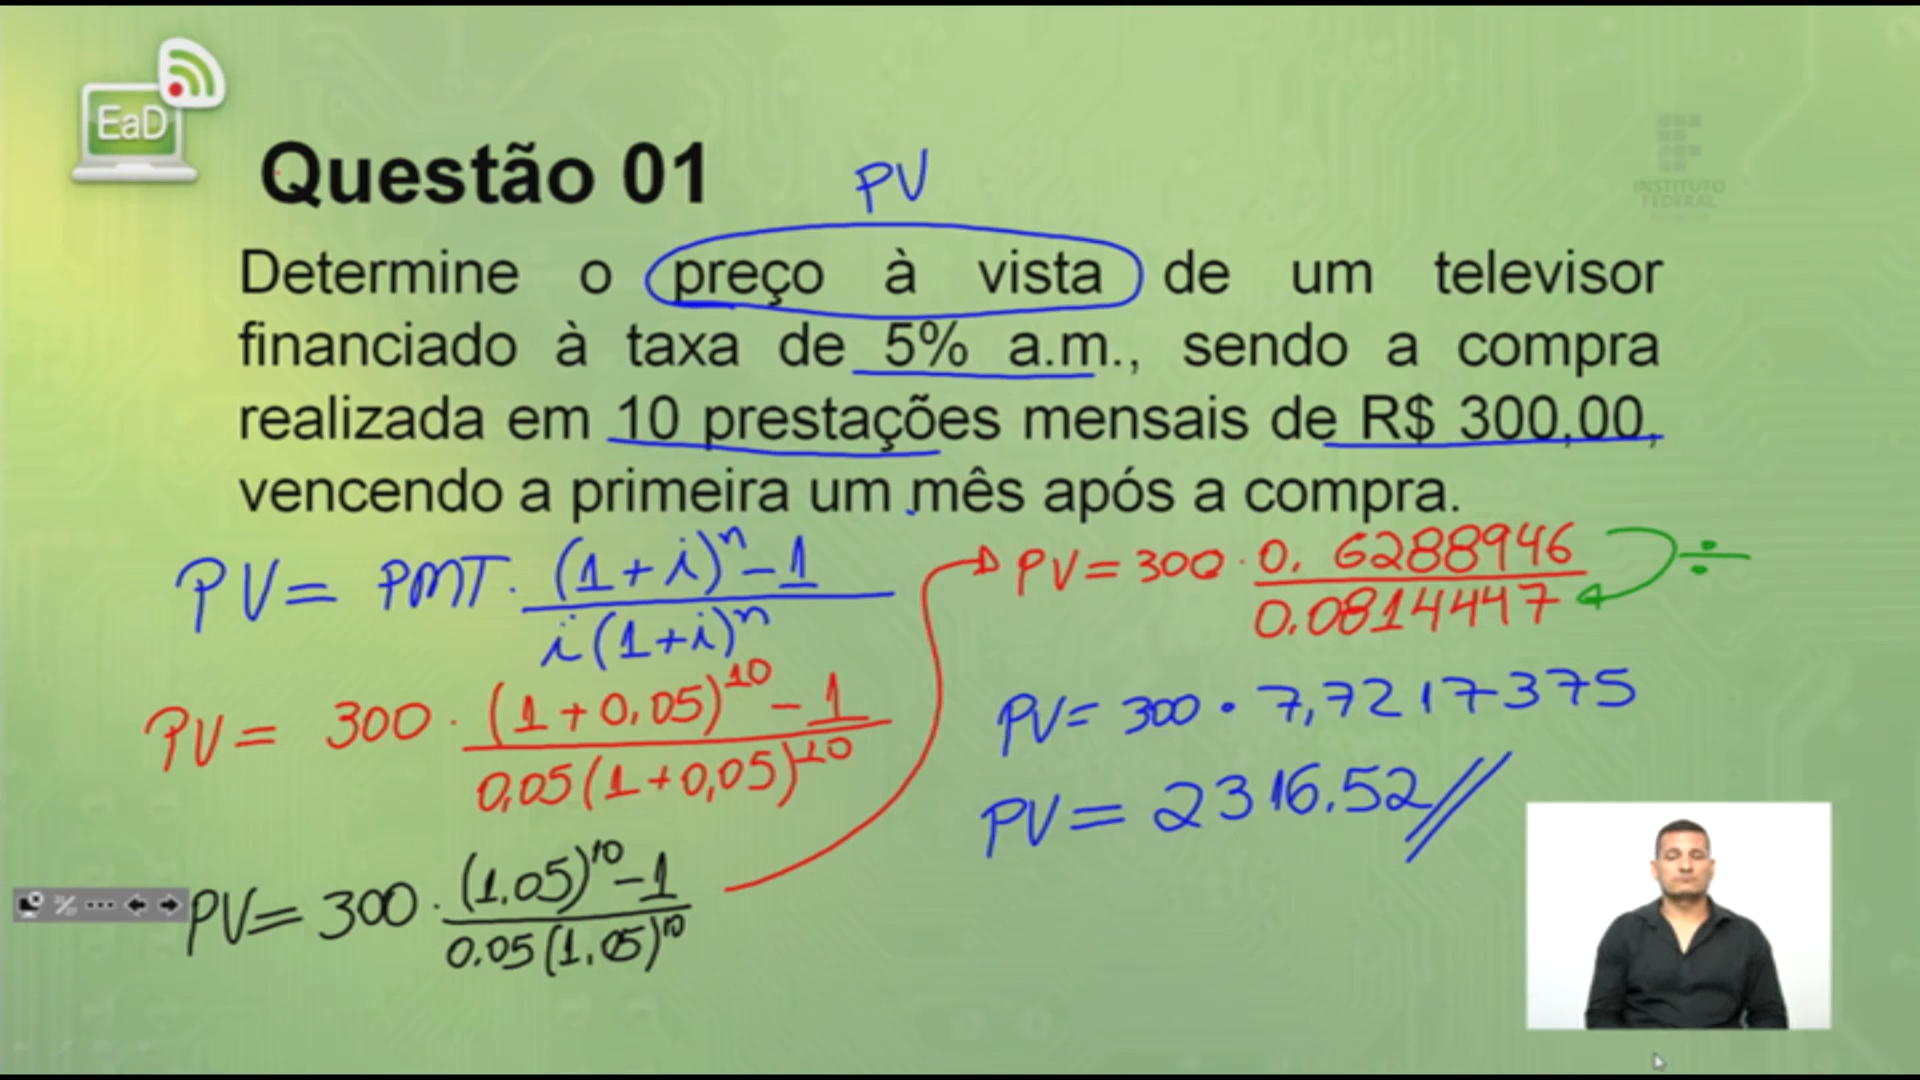 EaD
Questão 01
PV
INSTITUTO
FEDERAL
Determine o preço à vista de um televisor
financiado à taxa de 5% a.m., sendo a compra
realizada em 10 prestações mensais de R$ 300,00,
vencendo a primeira um mês após a compra.
PV = PMT · (1+i)ⁿ-1
i(1+i)ⁿ
PV = 300 · (1+0,05)¹⁰-1
0,05(1+0,05)¹⁰
PV= 300 · (1.05)¹⁰-1
0.05(1.05)¹⁰
PV= 300 · 0.6288946
0.0814447
÷
PV= 300 · 7,7217375
PV= 2316.52//